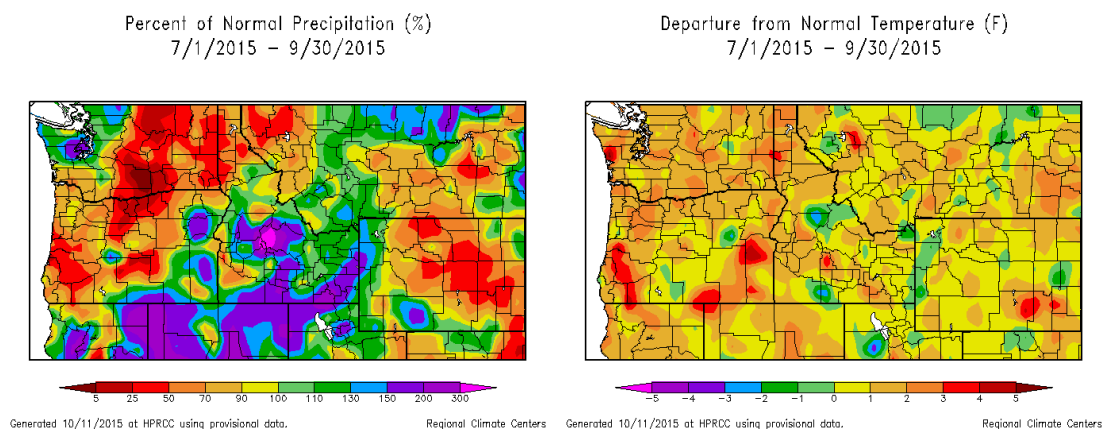 Percent of Normal Precipitation (%)
7/1/2015 – 9/30/2015
5 25 50 70 90 100 110 130 150 200 300
Generated 10/11/2015 at HPRCC using provisional data.
Regional Climate Centers
Departure from Normal Temperature (F)
7/1/2015 – 9/30/2015
-5 -4 -3 -2 -1 0 1 2 3 4 5
Generated 10/11/2015 at HPRCC using provisional data.
Regional Climate Centers